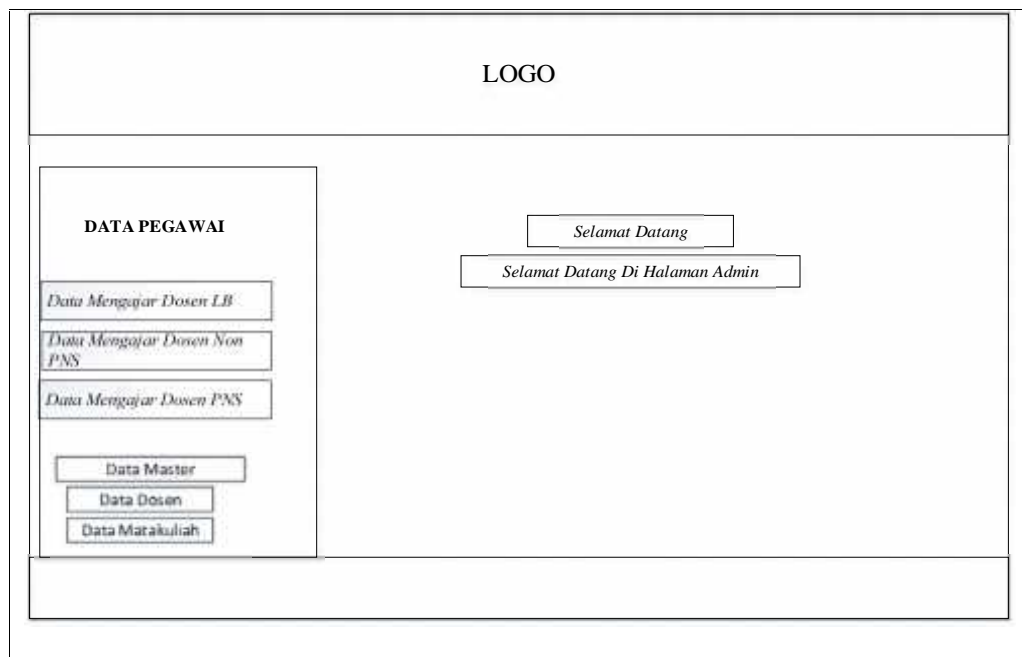 LOGO
DATA PEGAWAI
Data Mengajar Dosen LB
Data Mengajar Dosen Non
PNS
Data Mengajar Dosen PNS
Data Master
Data Dosen
Data Matakuliah
Selamat Datang
Selamat Datang Di Halaman Admin